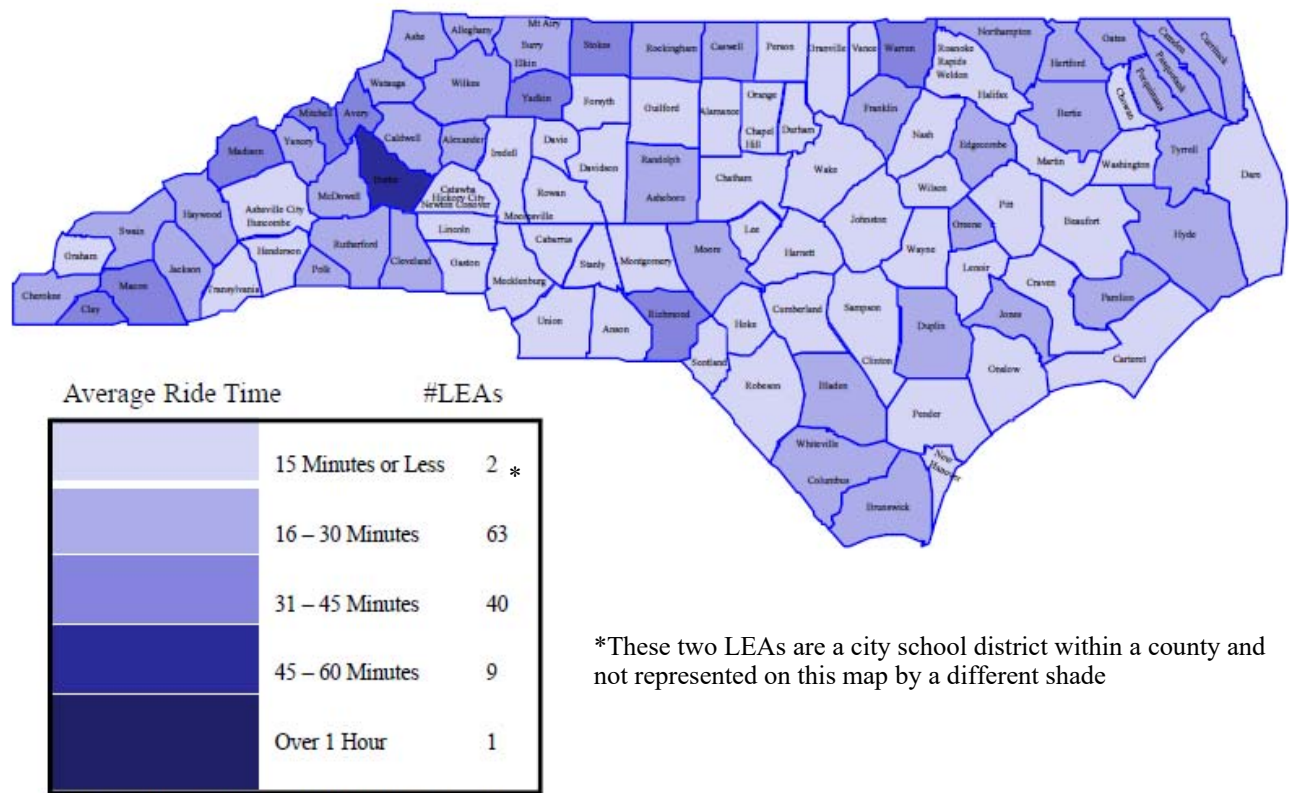 Ashe
Alleghany
Mt Airy
Surry
Elkin
Stokes
Rockingham
Caswell
Person
Granville
Vance
Warren
Northampton
Gates
Camden
Currituck
Pasquotank
Perquimans
Chowan
Roanoke
Rapids
Weldon
Halifax
Hertford
Bertie
Watauga
Wilkes
Yadkin
Forsyth
Guilford
Alamance
Orange
Chapel
Hill
Durham
Franklin
Nash
Edgecombe
Martin
Washington
Tyrrell
Dare
Mitchell
Avery
Caldwell
Alexander
Iredell
Davie
Davidson
Randolph
Asheboro
Chatham
Wake
Wilson
Pitt
Beaufort
Hyde
Madison
Yancey
McDowell
Catawba
Hickory City
Newton Conover
Rowan
Mooresville
Haywood
Asheville City
Buncombe
Rutherford
Lincoln
Cabarrus
Stanly
Montgomery
Moore
Lee
Harnett
Johnston
Wayne
Greene
Lenoir
Craven
Pamlico
Swain
Graham
Jackson
Henderson
Polk
Cleveland
Gaston
Cherokee
Clay
Macon
Transylvania
Mecklenburg
Union
Anson
Richmond
Hoke
Cumberland
Sampson
Clinton
Duplin
Jones
Carteret
Scotland
Robeson
Bladen
Onslow
Pender
New
Hanover
Whiteville
Columbus
Brunswick
Average Ride Time #LEAs
15 Minutes or Less 2 *
16 – 30 Minutes 63
31 – 45 Minutes 40
45 – 60 Minutes 9
Over 1 Hour 1
*These two LEAs are a city school district within a county and
not represented on this map by a different shade